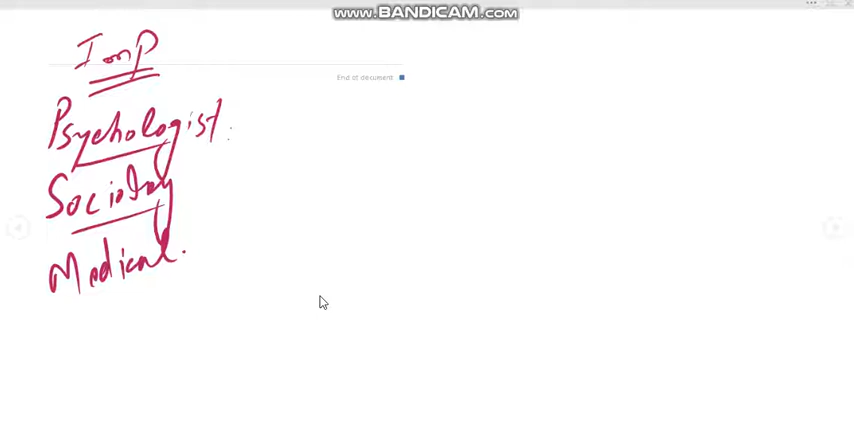 www.BANDICAM.com
Imp
End of document
Psychologist.
Sociology
Medical.